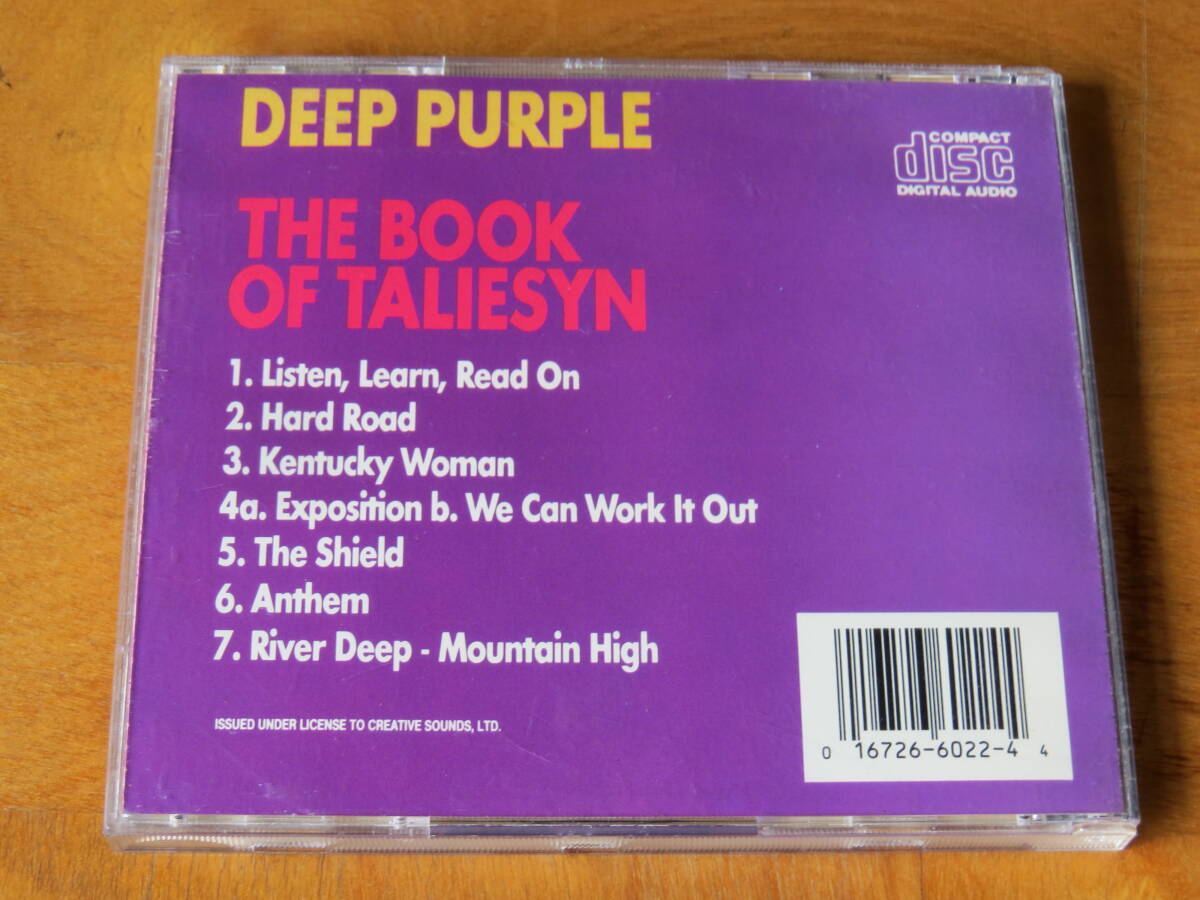 DEEP PURPLE
COMPACT
disc
DIGITAL AUDIO
THE BOOK
OF TALIESYN
1. Listen, Learn, Read On
2. Hard Road
3. Kentucky Woman
4a. Exposition b. We Can Work It Out
5. The Shield
6. Anthem
7. River Deep - Mountain High
ISSUED UNDER LICENSE TO CREATIVE SOUNDS, LTD.
0 16726-6022-4 4